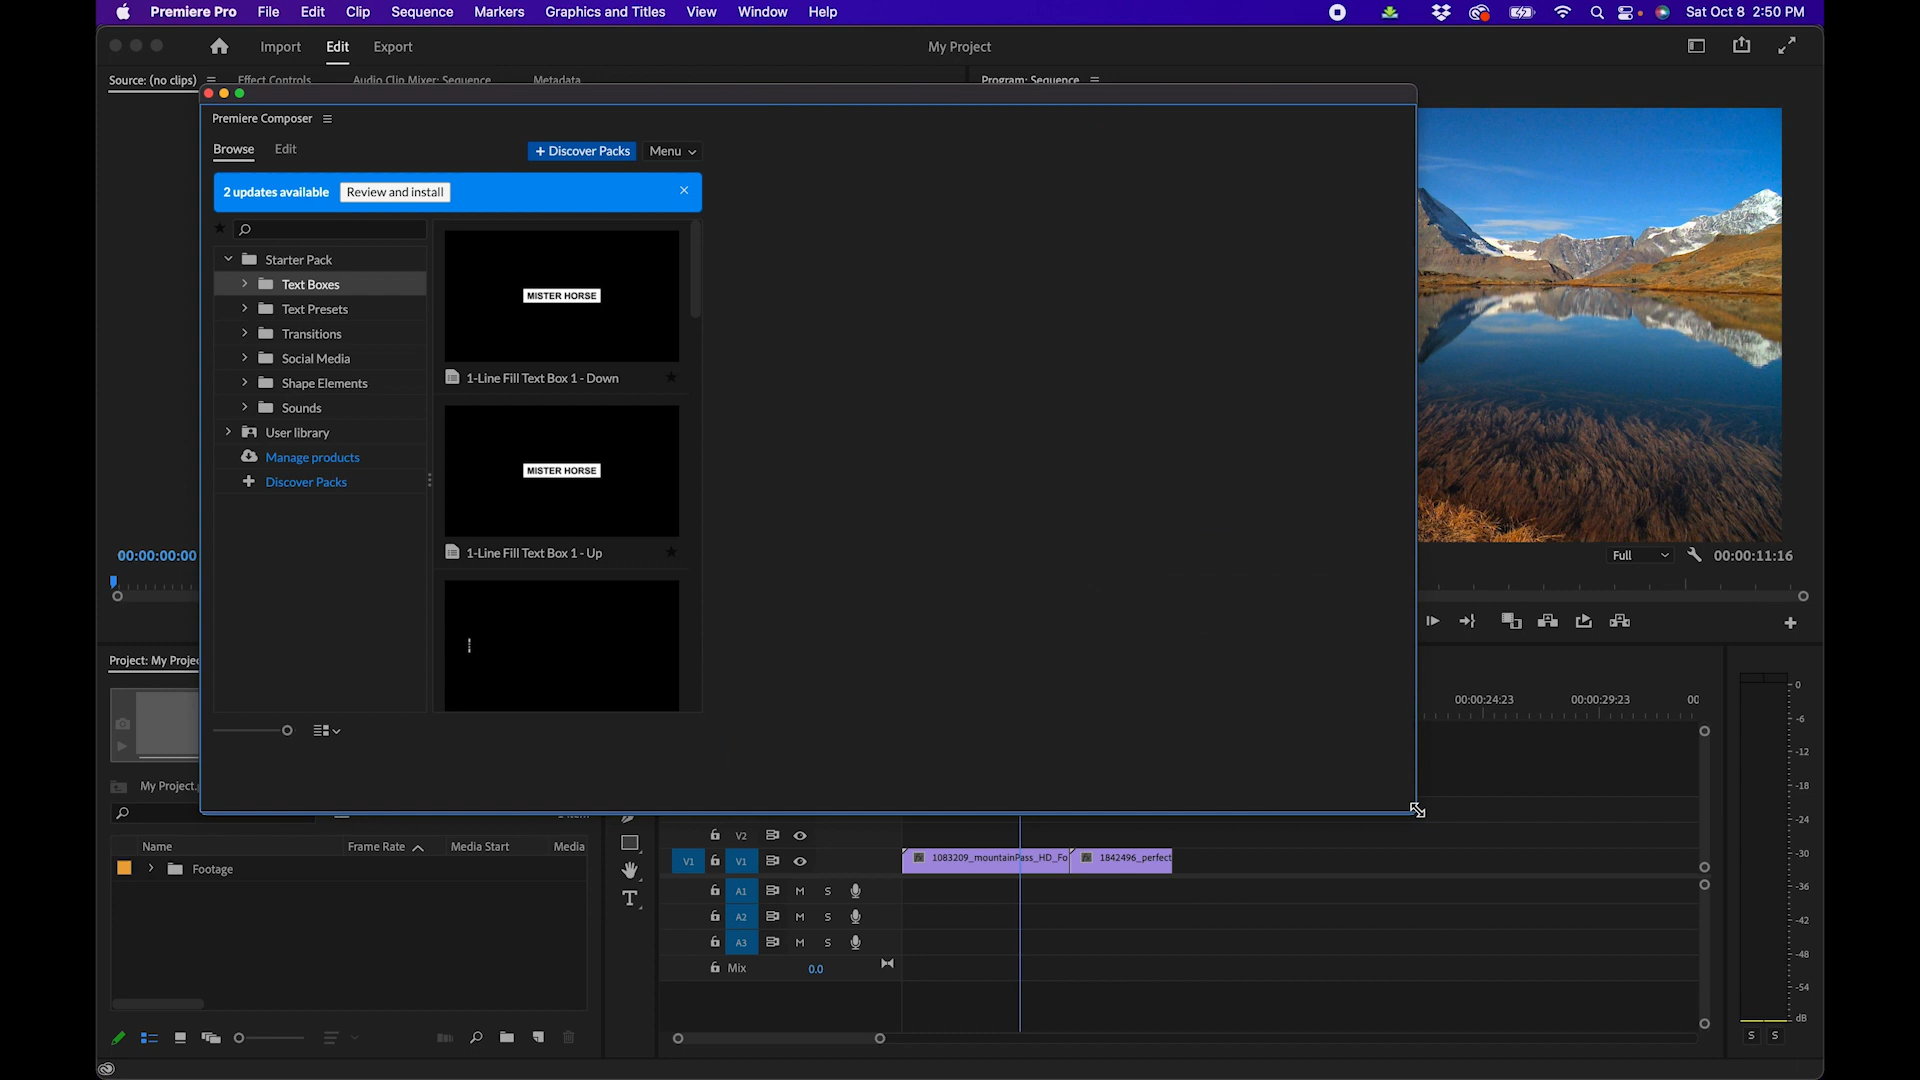 Premiere Pro File Edit Clip Sequence Markers Graphics and Titles View Window Help Sat Oct 8 2:50 PM
Import Edit Export My Project
Source: (no clips) Effect Controls Audio Clip Mixer: Sequence Metadata Program: Sequence
Premiere Composer
Browse Edit + Discover Packs Menu
2 updates available Review and install
Starter Pack
Text Boxes
Text Presets
Transitions
Social Media
Shape Elements
Sounds
User library
Manage products
Discover Packs
MISTER HORSE
1-Line Fill Text Box 1 - Down
MISTER HORSE
1-Line Fill Text Box 1 - Up
00:00:00:00
Full 00:00:11:16
Project: My Projec
My Project.
Name Frame Rate Media Start Media
Footage
00:00:24:23 00:00:29:23 00
V2
V1 V1 1083209_mountainPass_HD_Fo 1842496_perfect
A1 M S
A2 M S
A3 M S
Mix 0.0
0
-6
-12
-18
-24
-30
-36
-42
-48
-54
dB
S S